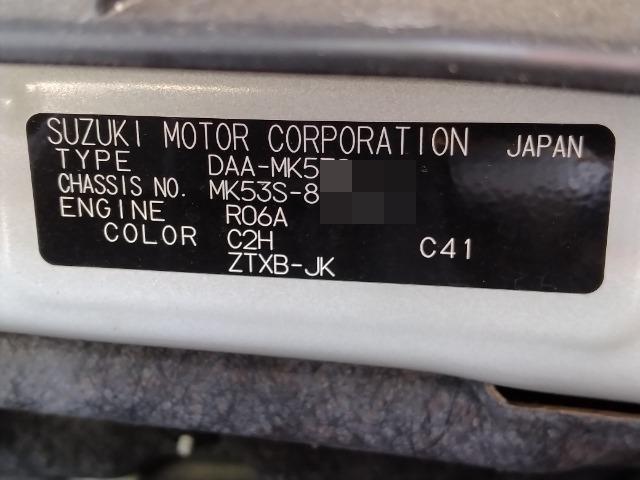 SUZUKI MOTOR CORPORATION JAPAN
TYPE DAA-MK5
CHASSIS NO. MK53S-8
ENGINE R06A
COLOR C2H C41
ZTXB-JK